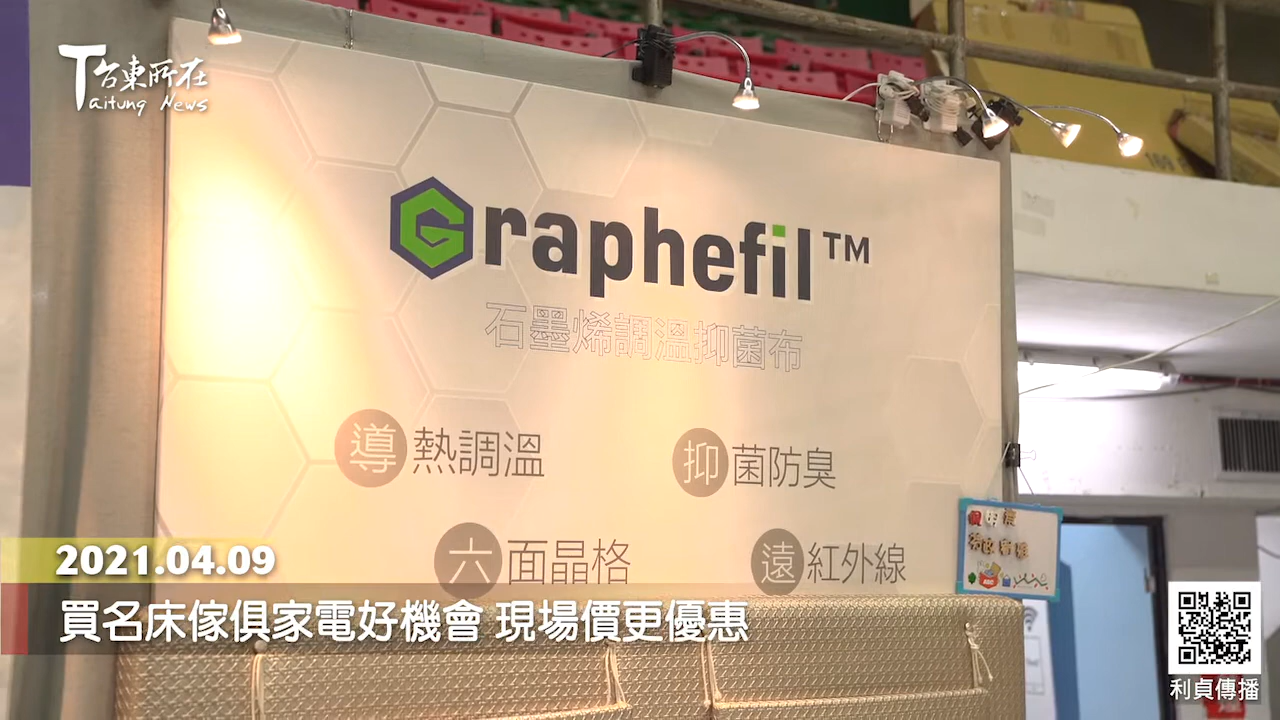 T台東所在
Taitung News
Graphefil™
石墨烯調溫抑菌布
導熱調溫
抑菌防臭
六面晶格
遠紅外線
2021.04.09
買名床傢俱家電好機會 現場價更優惠
利貞傳播